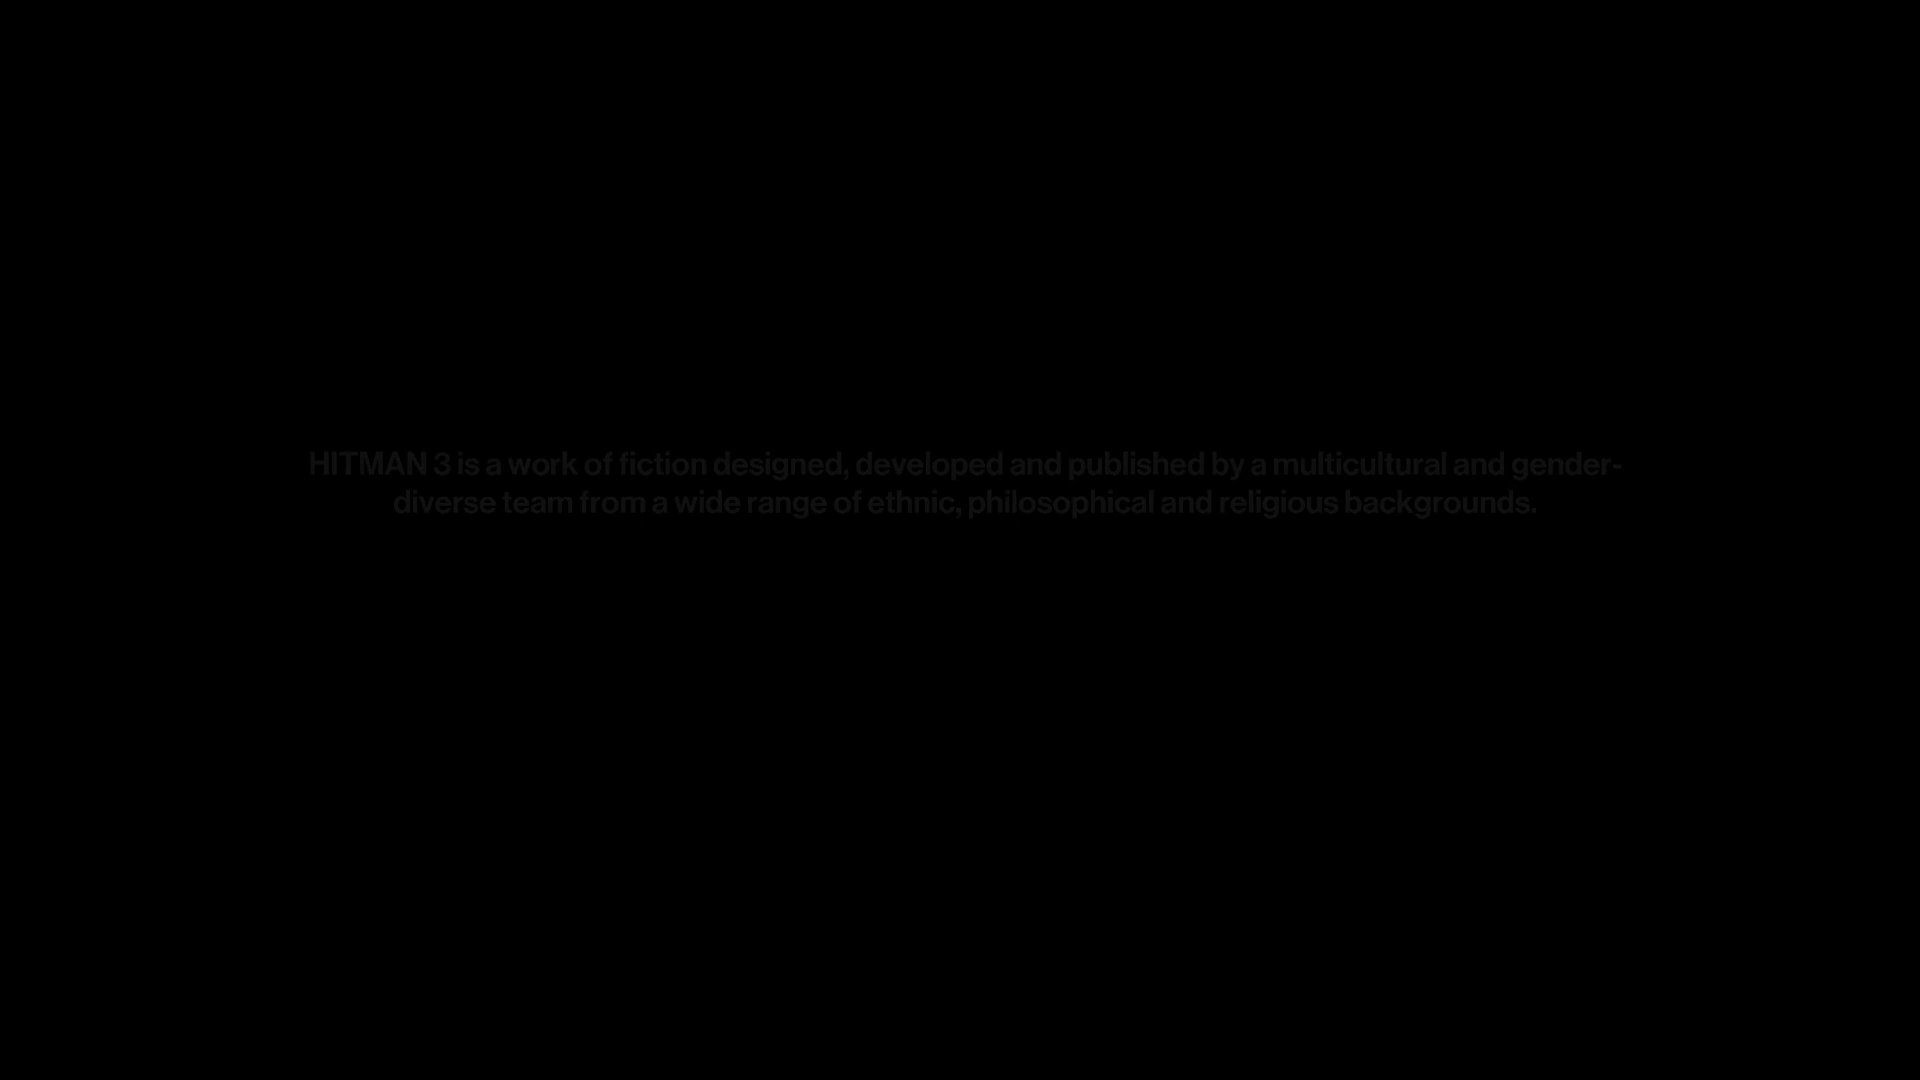 HITMAN 3 is a work of fiction designed, developed and published by a multicultural and gender-
diverse team from a wide range of ethnic, philosophical and religious backgrounds.